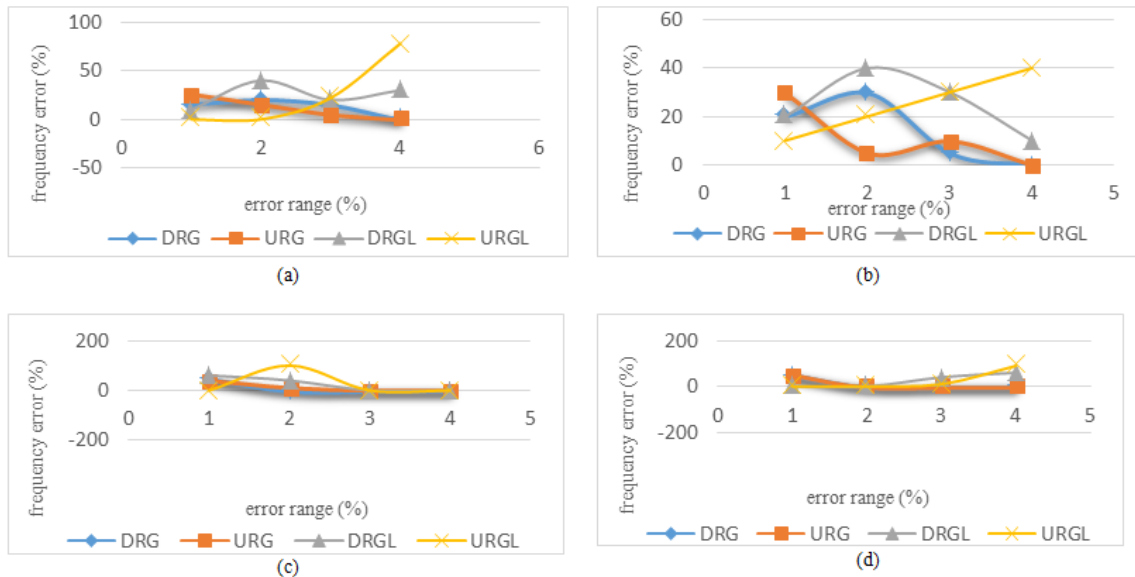 100
50
0
-50
0 2 4 6
frequency error (%)
error range (%)
DRG URG DRGL URGL
(a)
60
40
20
0
0 1 2 3 4 5
frequency error (%)
error range (%)
DRG URG DRGL URGL
(b)
200
0
-200
0 1 2 3 4 5
frequency error (%)
error range (%)
DRG URG DRGL URGL
(c)
200
0
-200
0 1 2 3 4 5
frequency error (%)
error range (%)
DRG URG DRGL URGL
(d)